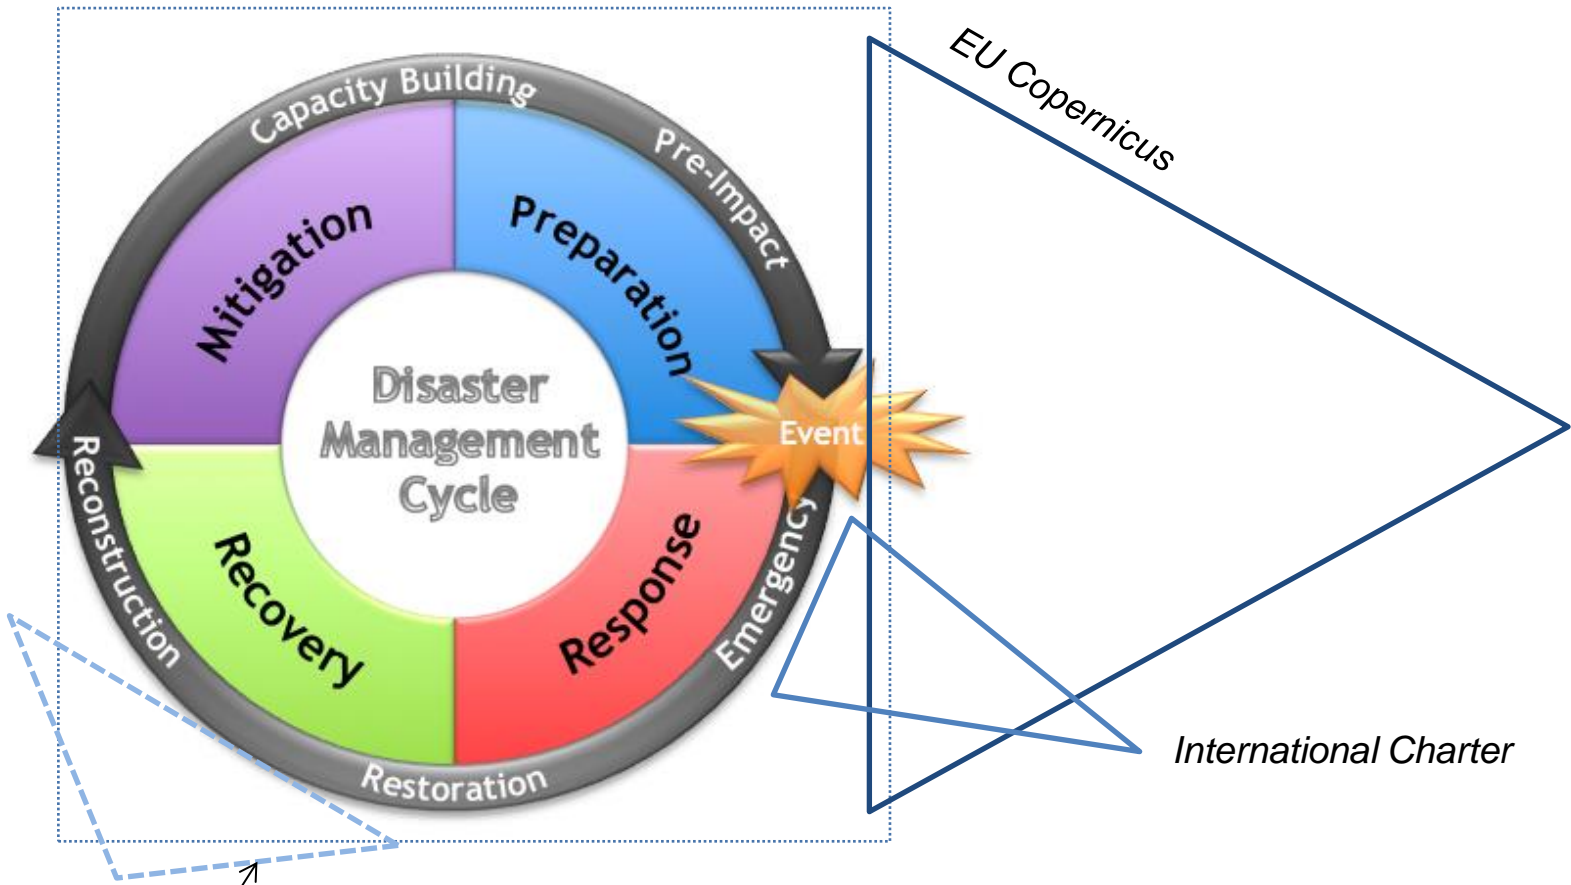 EU Copernicus
Capacity Building
Pre-Impact
Mitigation
Preparation
Disaster
Management
Cycle
Event
Reconstruction
Recovery
Response
Emergency
International Charter
Restoration